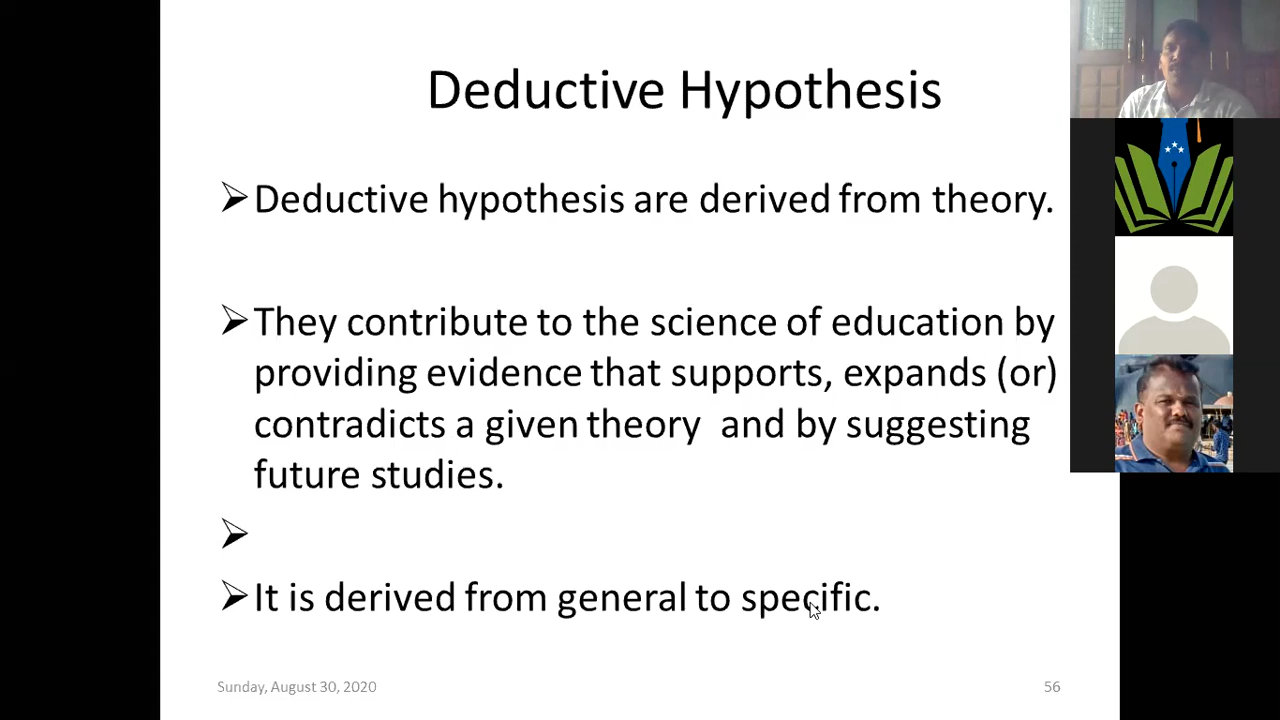 Deductive Hypothesis
Deductive hypothesis are derived from theory.
They contribute to the science of education by
providing evidence that supports, expands (or)
contradicts a given theory and by suggesting
future studies.
It is derived from general to specific.
Sunday, August 30, 2020
56